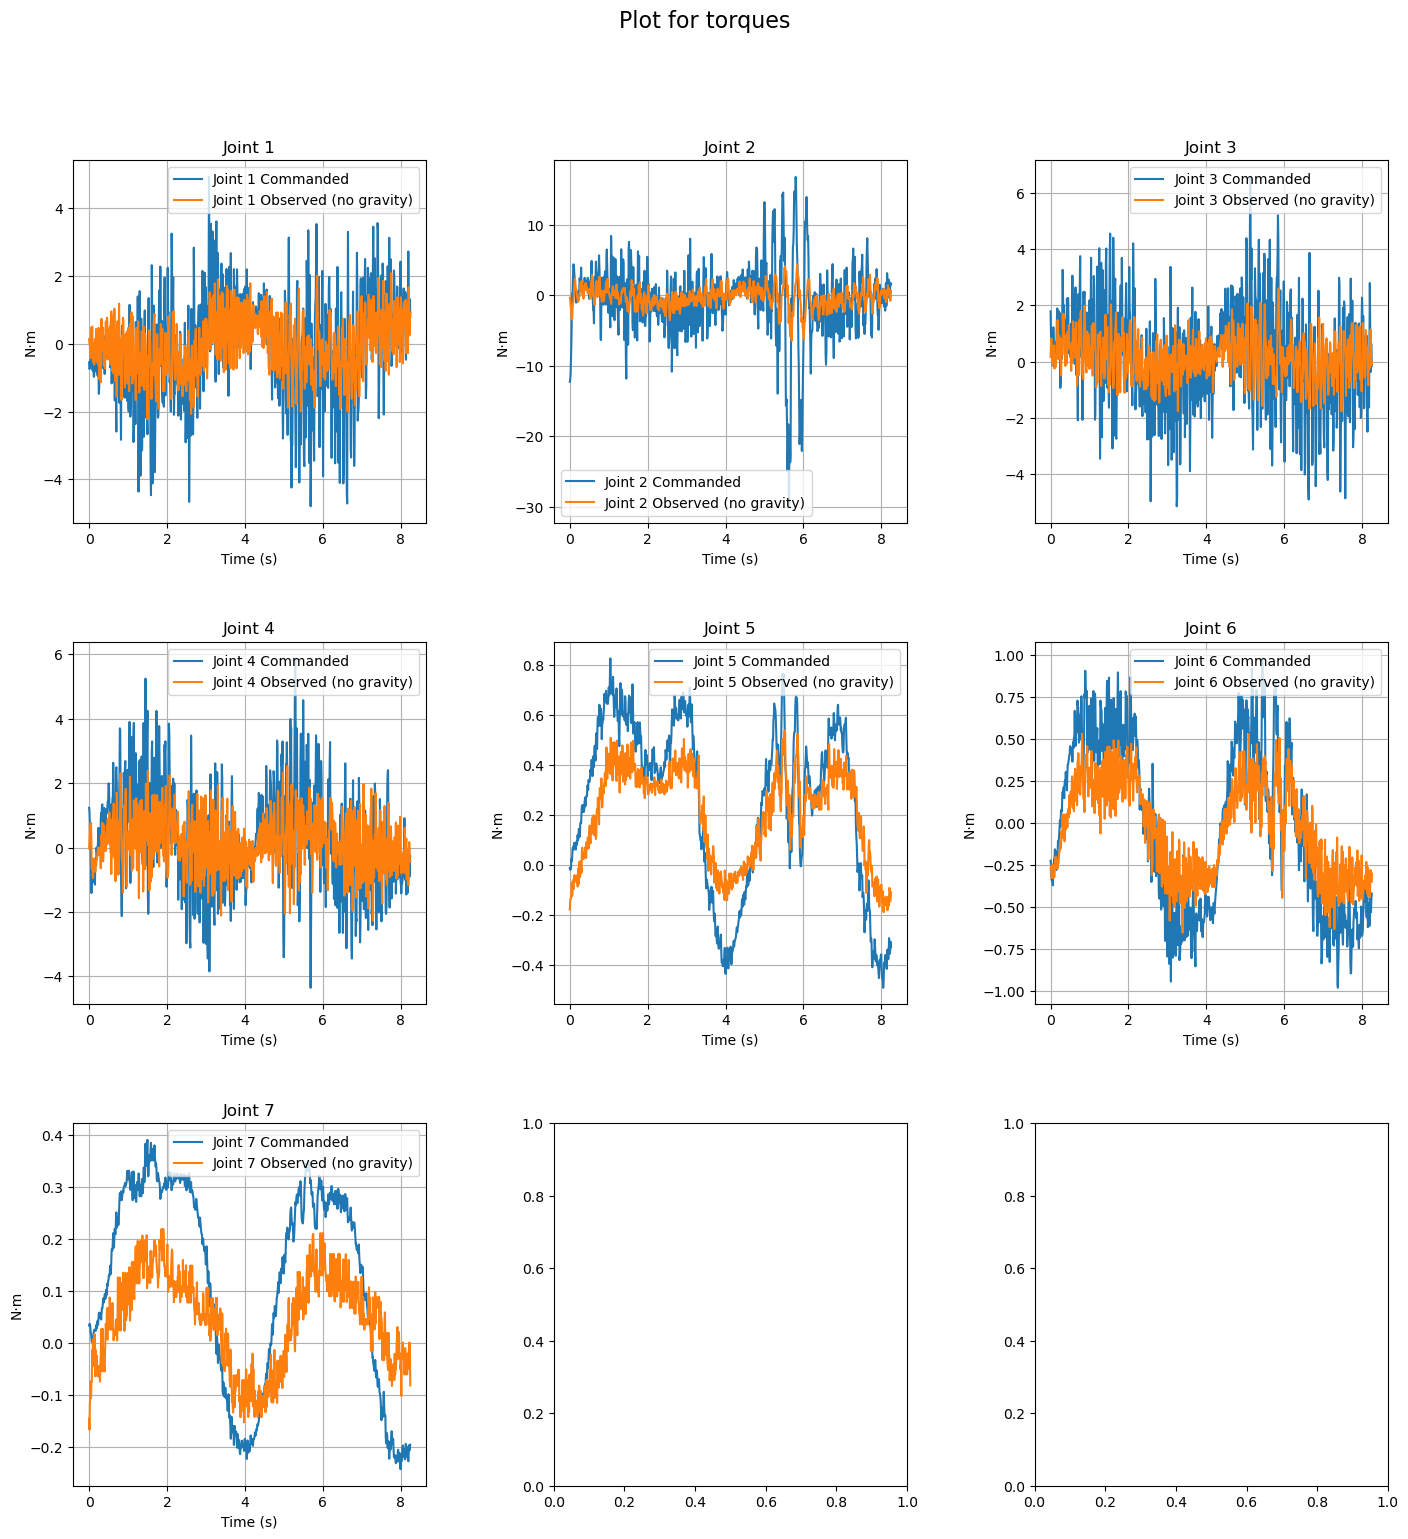 Plot for torques
Joint 1
Joint 1 Commanded
Joint 1 Observed (no gravity)
4
2
0
−2
−4
N·m
0 2 4 6 8
Time (s)
Joint 2
10
0
−10
−20
−30
N·m
Joint 2 Commanded
Joint 2 Observed (no gravity)
0 2 4 6 8
Time (s)
Joint 3
Joint 3 Commanded
Joint 3 Observed (no gravity)
6
4
2
0
−2
−4
N·m
0 2 4 6 8
Time (s)
Joint 4
Joint 4 Commanded
Joint 4 Observed (no gravity)
6
4
2
0
−2
−4
N·m
0 2 4 6 8
Time (s)
Joint 5
Joint 5 Commanded
Joint 5 Observed (no gravity)
0.8
0.6
0.4
0.2
0.0
−0.2
−0.4
N·m
0 2 4 6 8
Time (s)
Joint 6
Joint 6 Commanded
Joint 6 Observed (no gravity)
1.00
0.75
0.50
0.25
0.00
−0.25
−0.50
−0.75
−1.00
N·m
0 2 4 6 8
Time (s)
Joint 7
Joint 7 Commanded
Joint 7 Observed (no gravity)
0.4
0.3
0.2
0.1
0.0
−0.1
−0.2
N·m
0 2 4 6 8
Time (s)
1.0
0.8
0.6
0.4
0.2
0.0
0.0 0.2 0.4 0.6 0.8 1.0
1.0
0.8
0.6
0.4
0.2
0.0
0.0 0.2 0.4 0.6 0.8 1.0